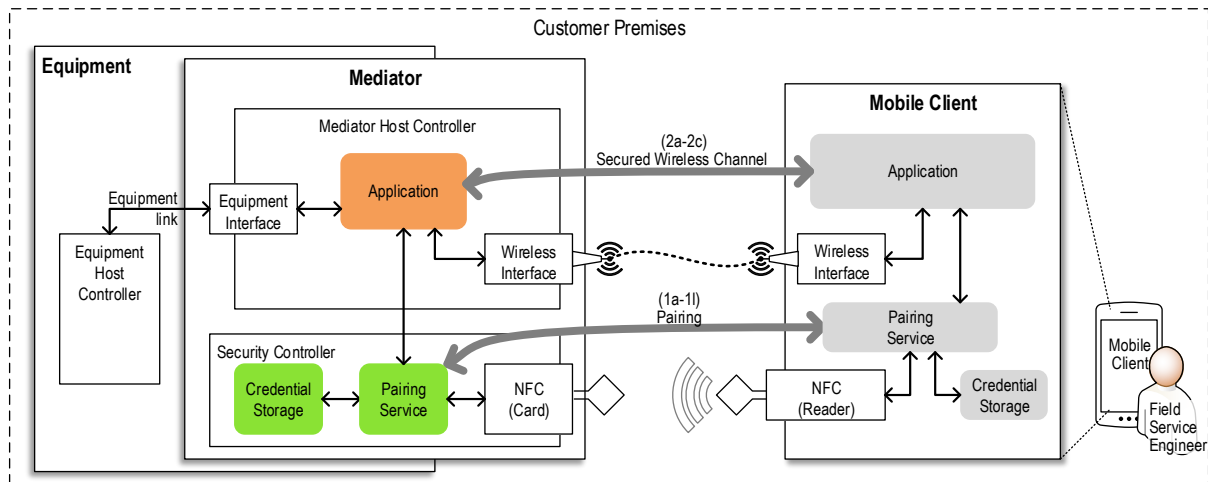 Customer Premises
Equipment
Mediator
Mobile Client
Mediator Host Controller
(2a-2c)
Secured Wireless Channel
Application
Application
Equipment
link
Equipment
Interface
Equipment
Host
Controller
Wireless
Interface
Wireless
Interface
(1a-1l)
Pairing
Pairing
Service
Security Controller
Credential
Storage
Pairing
Service
NFC
(Card)
NFC
(Reader)
Credential
Storage
Mobile
Client
Field
Service
Engineer